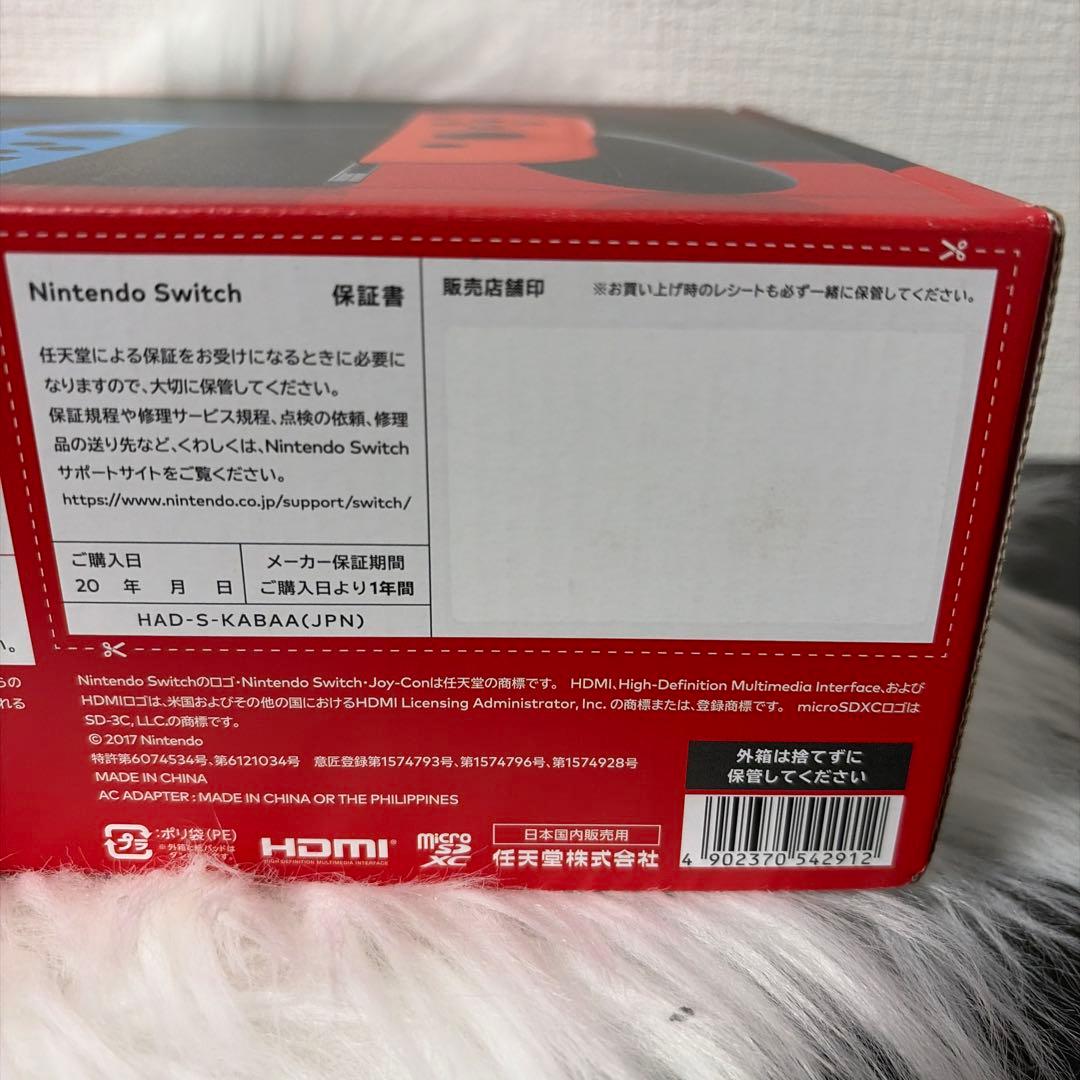 Nintendo Switch 保証書
任天堂による保証をお受けになるときに必要に
なりますので、大切に保管してください。
保証規程や修理サービス規程、点検の依頼、修理
品の送り先など、くわしくは、Nintendo Switch
サポートサイトをご覧ください。
https://www.nintendo.co.jp/support/switch/
ご購入日
20 年 月 日
メーカー保証期間
ご購入日より1年間
HAD-S-KABAA(JPN)
販売店舗印 ※お買い上げ時のレシートも必ず一緒に保管してください。
Nintendo Switchのロゴ・Nintendo Switch・Joy-Conは任天堂の商標です。 HDMI、High-Definition Multimedia Interface、および
HDMIロゴは、米国およびその他の国におけるHDMI Licensing Administrator, Inc. の商標または、登録商標です。 microSDXCロゴは
SD-3C, LLC.の商標です。
© 2017 Nintendo
特許第6074534号、第6121034号 意匠登録第1574793号、第1574796号、第1574928号
MADE IN CHINA
AC ADAPTER : MADE IN CHINA OR THE PHILIPPINES
プラ :ポリ袋(PE)
HDMI
HIGH DEFINITION MULTIMEDIA INTERFACE
micro
SD
XC
日本国内販売用
任天堂株式会社
外箱は捨てずに
保管してください
4 902370 542912